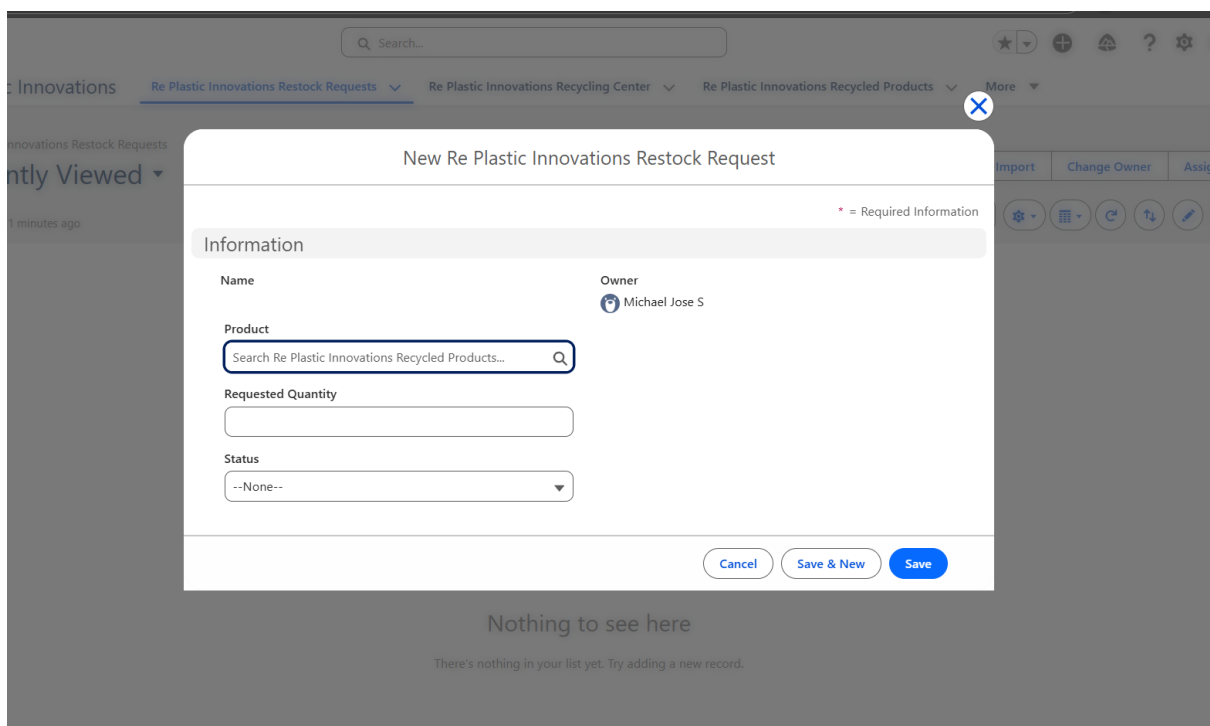 Search...
Innovations
Re Plastic Innovations Restock Requests
Re Plastic Innovations Recycling Center
Re Plastic Innovations Recycled Products
More
Innovations Restock Requests
ntly Viewed
Import
Change Owner
1 minutes ago
New Re Plastic Innovations Restock Request
* = Required Information
Information
Name
Owner
Michael Jose S
Product
Search Re Plastic Innovations Recycled Products...
Requested Quantity
Status
--None--
Cancel
Save & New
Save
Nothing to see here
There's nothing in your list yet. Try adding a new record.